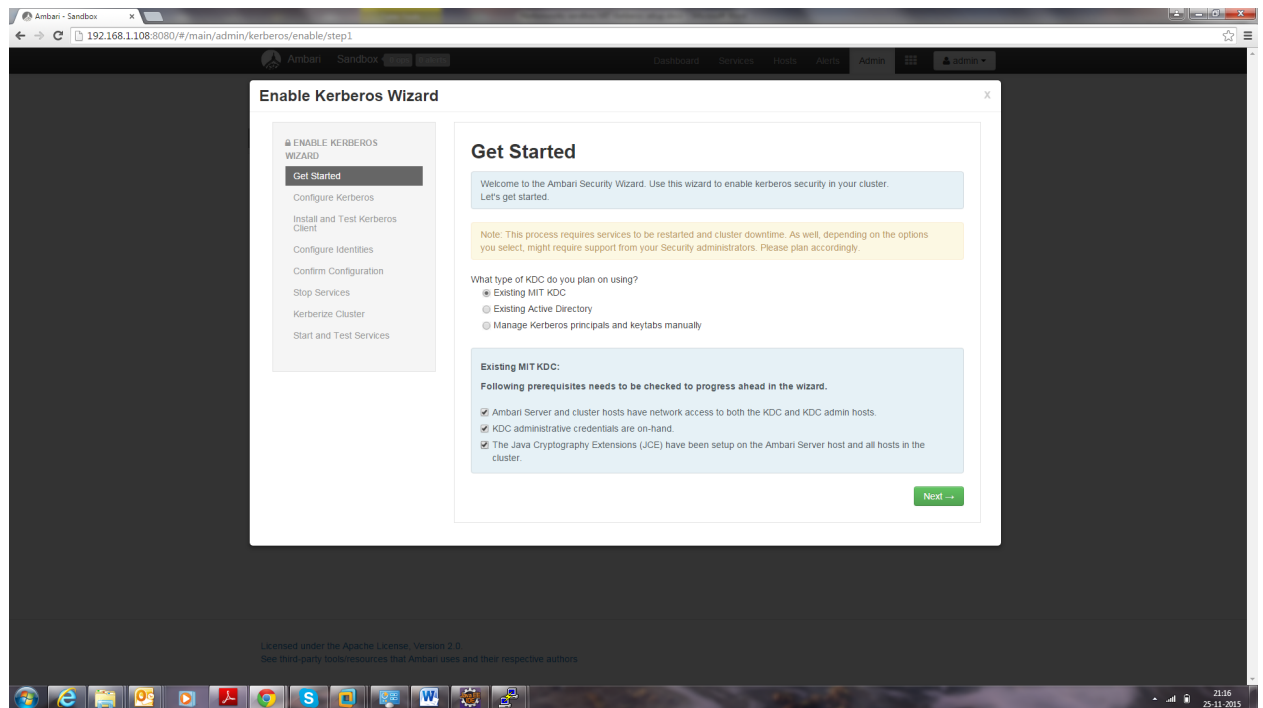 Ambari - Sandbox
192.168.1.108:8080/#/main/admin/kerberos/enable/step1
Ambari Sandbox
Dashboard Services Hosts Alerts Admin admin
Enable Kerberos Wizard X
ENABLE KERBEROS
WIZARD
Get Started
Configure Kerberos
Install and Test Kerberos
Client
Configure Identities
Confirm Configuration
Stop Services
Kerberize Cluster
Start and Test Services
Get Started
Welcome to the Ambari Security Wizard. Use this wizard to enable kerberos security in your cluster.
Let's get started.
Note: This process requires services to be restarted and cluster downtime. As well, depending on the options
you select, might require support from your Security administrators. Please plan accordingly.
What type of KDC do you plan on using?
Existing MIT KDC
Existing Active Directory
Manage Kerberos principals and keytabs manually
Existing MIT KDC:
Following prerequisites needs to be checked to progress ahead in the wizard.
Ambari Server and cluster hosts have network access to both the KDC and KDC admin hosts.
KDC administrative credentials are on-hand.
The Java Cryptography Extensions (JCE) have been setup on the Ambari Server host and all hosts in the
cluster.
Next →
Licensed under the Apache License, Version 2.0.
See third-party tools/resources that Ambari uses and their respective authors
21:16
25-11-2015